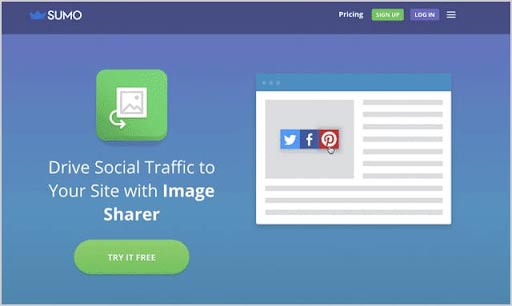 SUMO
Pricing
SIGN UP
LOG IN
Drive Social Traffic to
Your Site with Image
Sharer
TRY IT FREE